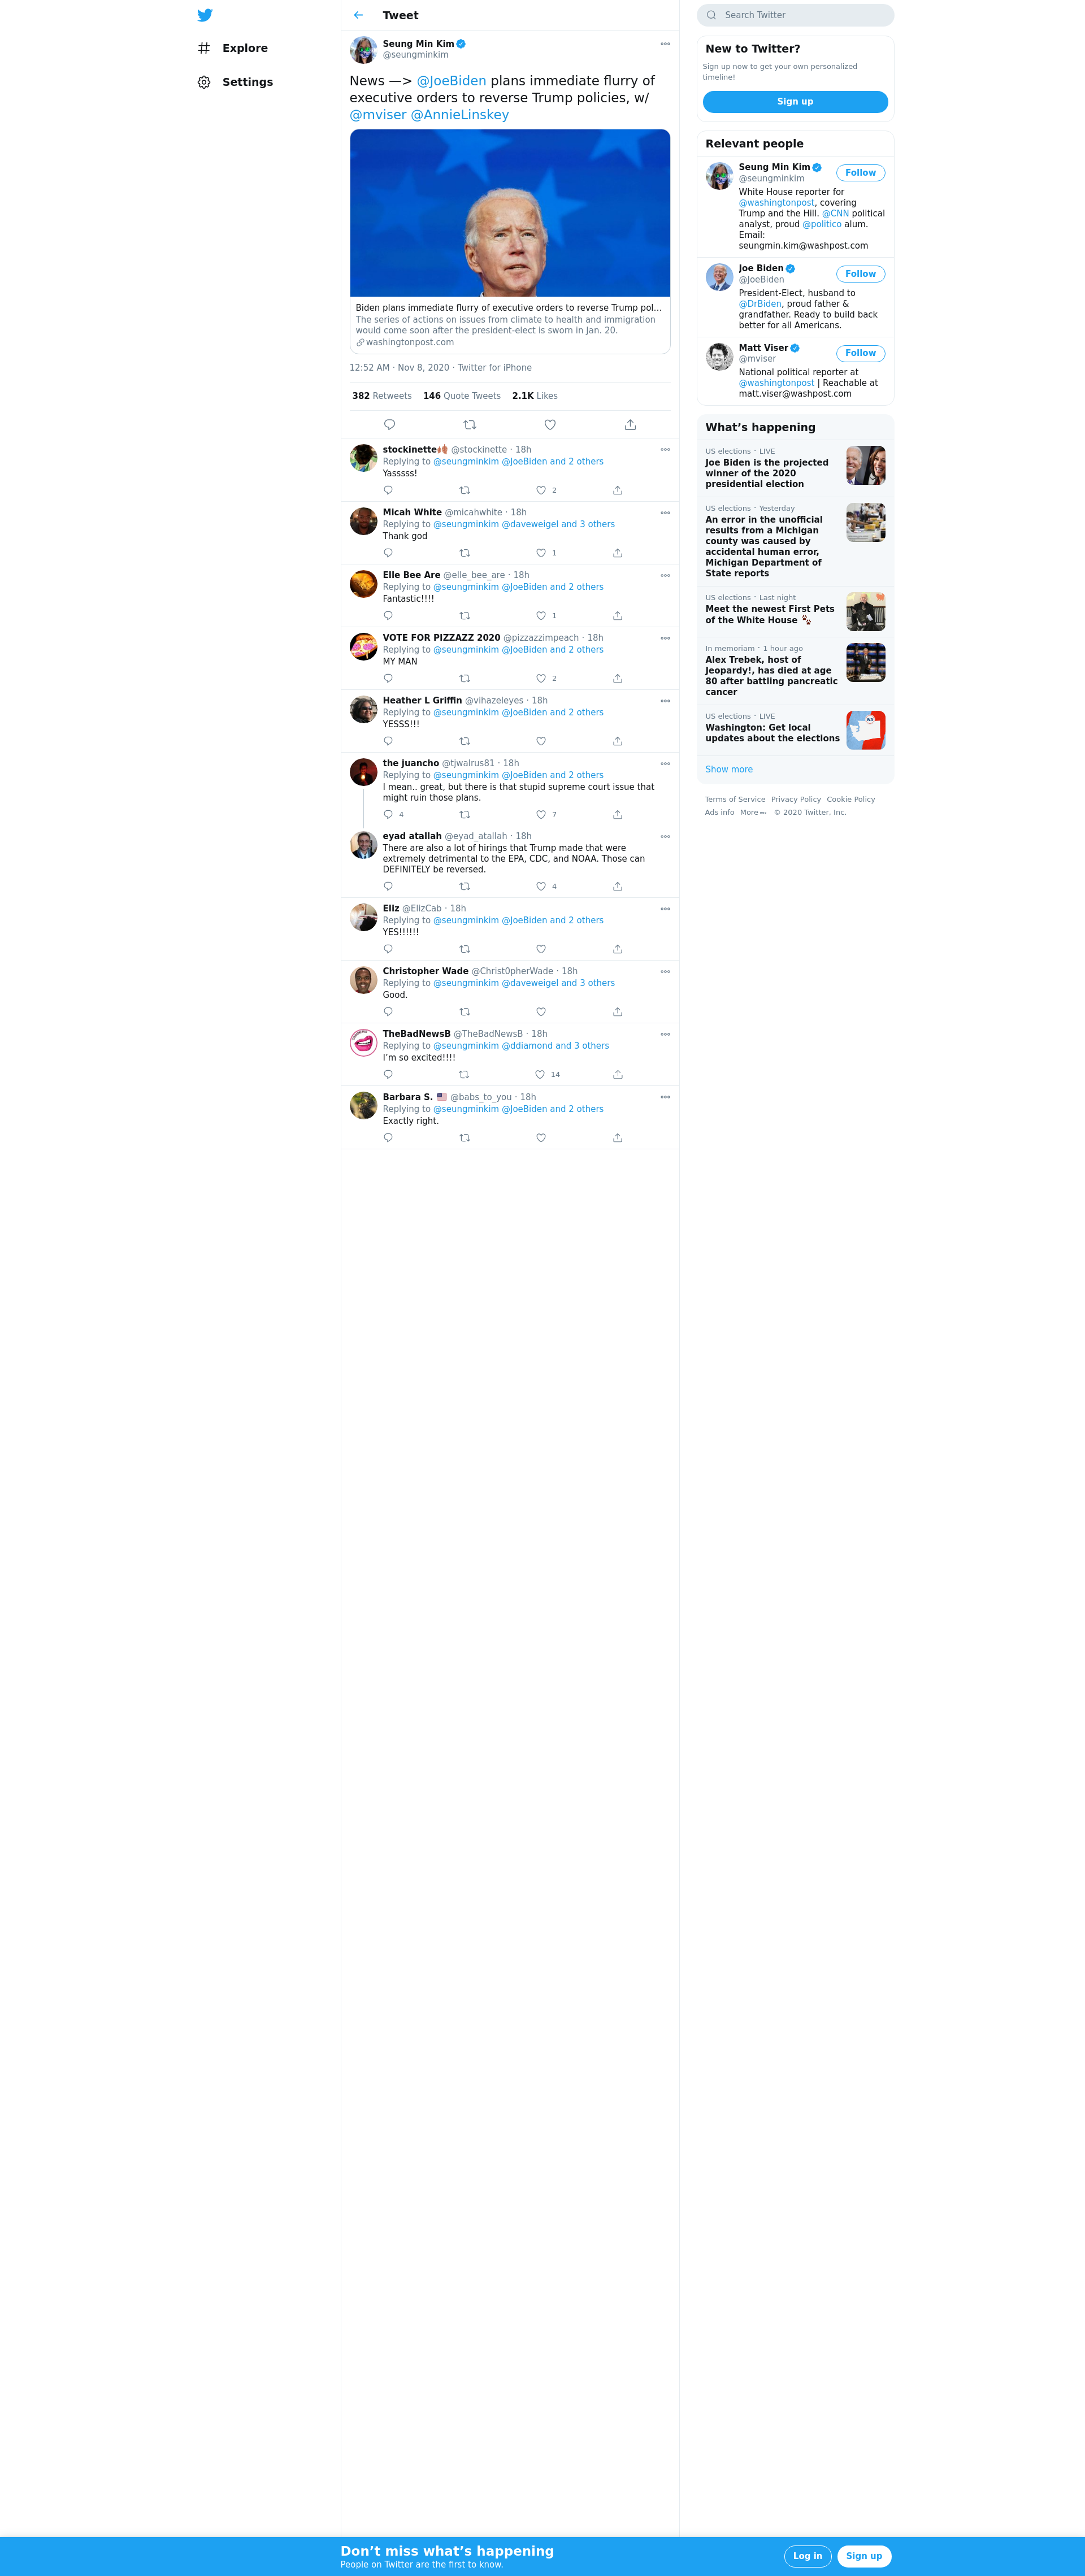 Explore
Settings
Tweet
Seung Min Kim
@seungminkim
News —> @JoeBiden plans immediate flurry of
executive orders to reverse Trump policies, w/
@mviser @AnnieLinskey
Biden plans immediate flurry of executive orders to reverse Trump pol...
The series of actions on issues from climate to health and immigration
would come soon after the president-elect is sworn in Jan. 20.
washingtonpost.com
12:52 AM · Nov 8, 2020 · Twitter for iPhone
382 Retweets 146 Quote Tweets 2.1K Likes
stockinette🍂 @stockinette · 18h
Replying to @seungminkim @JoeBiden and 2 others
Yasssss!
2
Micah White @micahwhite · 18h
Replying to @seungminkim @daveweigel and 3 others
Thank god
1
Elle Bee Are @elle_bee_are · 18h
Replying to @seungminkim @JoeBiden and 2 others
Fantastic!!!!
1
VOTE FOR PIZZAZZ 2020 @pizzazzimpeach · 18h
Replying to @seungminkim @JoeBiden and 2 others
MY MAN
2
Heather L Griffin @vihazeleyes · 18h
Replying to @seungminkim @JoeBiden and 2 others
YESSS!!!
the juancho @tjwalrus81 · 18h
Replying to @seungminkim @JoeBiden and 2 others
I mean.. great, but there is that stupid supreme court issue that
might ruin those plans.
4 7
eyad atallah @eyad_atallah · 18h
There are also a lot of hirings that Trump made that were
extremely detrimental to the EPA, CDC, and NOAA. Those can
DEFINITELY be reversed.
4
Eliz @ElizCab · 18h
Replying to @seungminkim @JoeBiden and 2 others
YES!!!!!!
Christopher Wade @Christ0pherWade · 18h
Replying to @seungminkim @daveweigel and 3 others
Good.
TheBadNewsB @TheBadNewsB · 18h
Replying to @seungminkim @ddiamond and 3 others
I’m so excited!!!!
14
Barbara S. 🇺🇸 @babs_to_you · 18h
Replying to @seungminkim @JoeBiden and 2 others
Exactly right.
Search Twitter
New to Twitter?
Sign up now to get your own personalized
timeline!
Sign up
Relevant people
Seung Min Kim
@seungminkim
Follow
White House reporter for
@washingtonpost, covering
Trump and the Hill. @CNN political
analyst, proud @politico alum.
Email:
seungmin.kim@washpost.com
Joe Biden
@JoeBiden
Follow
President-Elect, husband to
@DrBiden, proud father &
grandfather. Ready to build back
better for all Americans.
Matt Viser
@mviser
Follow
National political reporter at
@washingtonpost | Reachable at
matt.viser@washpost.com
What’s happening
US elections · LIVE
Joe Biden is the projected
winner of the 2020
presidential election
US elections · Yesterday
An error in the unofficial
results from a Michigan
county was caused by
accidental human error,
Michigan Department of
State reports
US elections · Last night
Meet the newest First Pets
of the White House 🐾
In memoriam · 1 hour ago
Alex Trebek, host of
Jeopardy!, has died at age
80 after battling pancreatic
cancer
US elections · LIVE
Washington: Get local
updates about the elections
Show more
Terms of Service Privacy Policy Cookie Policy
Ads info More ••• © 2020 Twitter, Inc.
Don’t miss what’s happening
People on Twitter are the first to know.
Log in
Sign up